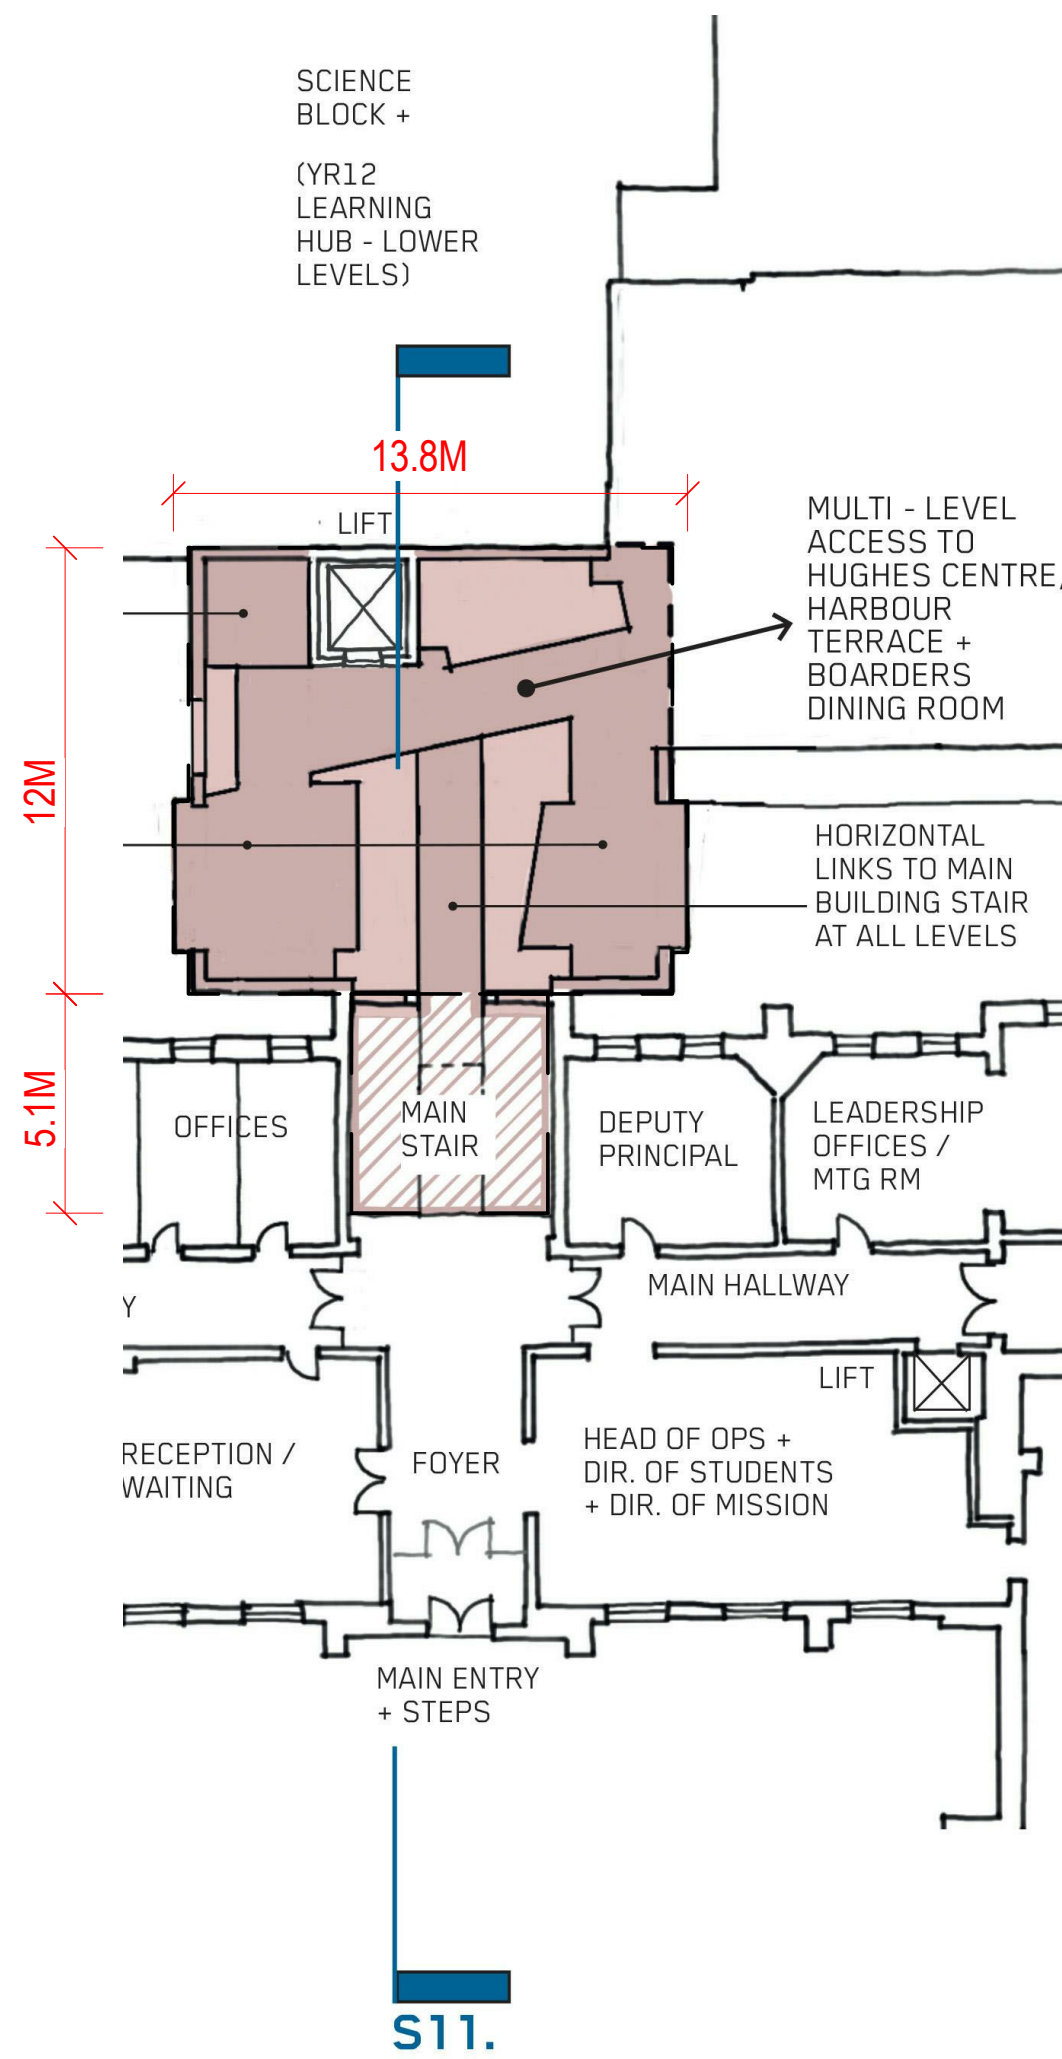 SCIENCE
BLOCK +
(YR12
LEARNING
HUB - LOWER
LEVELS)
13.8M
LIFT
MULTI - LEVEL
ACCESS TO
HUGHES CENTRE,
HARBOUR
TERRACE +
BOARDERS
DINING ROOM
12M
HORIZONTAL
LINKS TO MAIN
BUILDING STAIR
AT ALL LEVELS
5.1M
OFFICES
MAIN
STAIR
DEPUTY
PRINCIPAL
LEADERSHIP
OFFICES /
MTG RM
Y
MAIN HALLWAY
LIFT
RECEPTION /
WAITING
FOYER
HEAD OF OPS +
DIR. OF STUDENTS
+ DIR. OF MISSION
MAIN ENTRY
+ STEPS
S11.